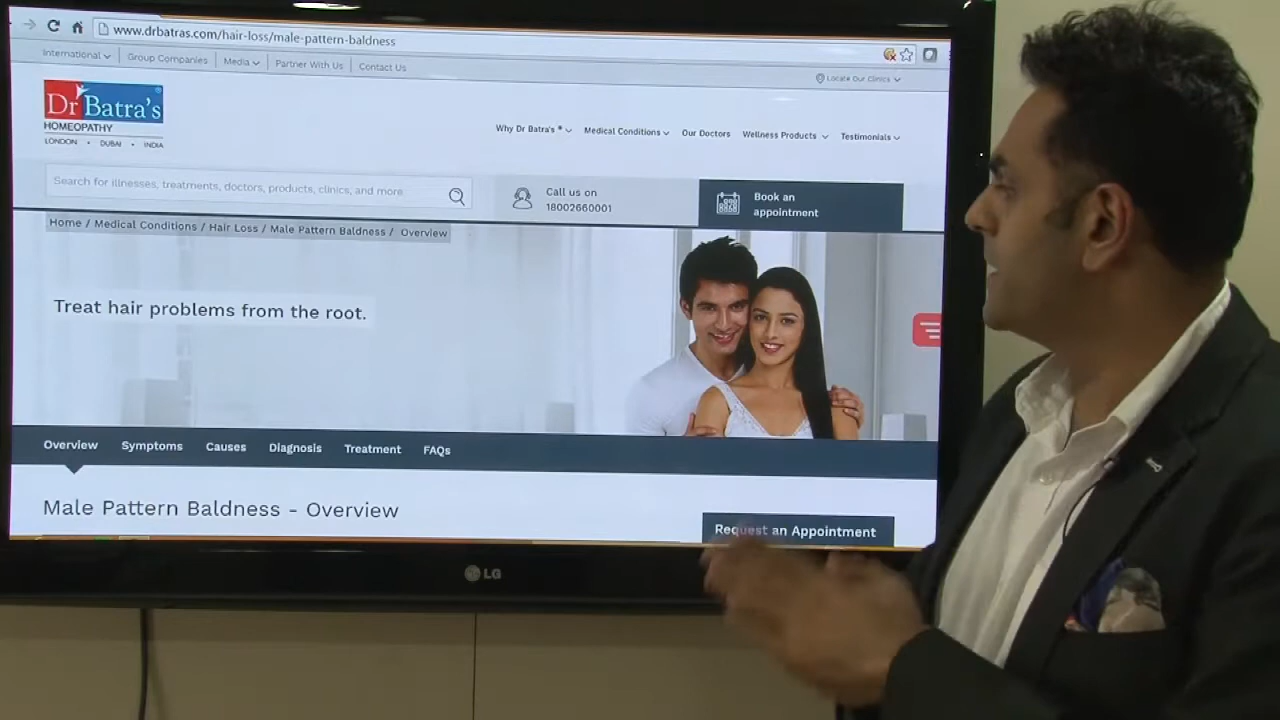 www.drbatras.com/hair-loss/male-pattern-baldness
International
Group Companies
Media
Partner With Us
Contact Us
Locate Our Clinics
Dr Batra's®
HOMEOPATHY
LONDON • DUBAI • INDIA
Why Dr Batra's ®
Medical Conditions
Our Doctors
Wellness Products
Testimonials
Search for illnesses, treatments, doctors, products, clinics, and more
Call us on
18002660001
Book an
appointment
Home / Medical Conditions / Hair Loss / Male Pattern Baldness / Overview
Treat hair problems from the root.
Overview
Symptoms
Causes
Diagnosis
Treatment
FAQs
Male Pattern Baldness - Overview
Request an Appointment
LG